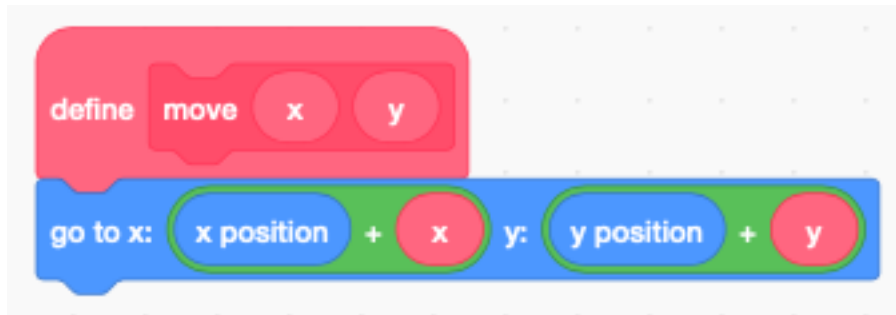 define move x y
go to x: x position + x y: y position + y